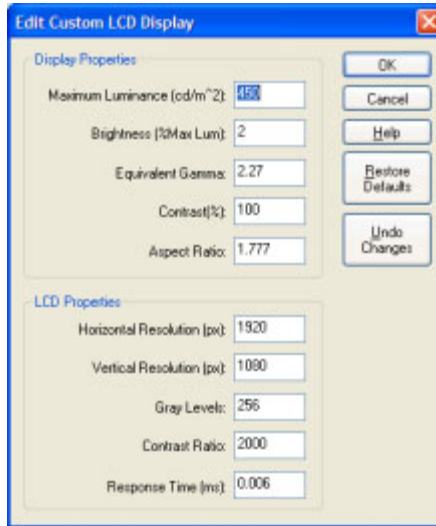 Edit Custom LCD Display
Display Properties
Maximum Luminance (cd/m^2): 450
Brightness (%Max Lum): 2
Equivalent Gamma: 2.27
Contrast(%): 100
Aspect Ratio: 1.777
OK
Cancel
Help
Restore
Defaults
Undo
Changes
LCD Properties
Horizontal Resolution (px): 1920
Vertical Resolution (px): 1080
Gray Levels: 256
Contrast Ratio: 2000
Response Time (ms): 0.006